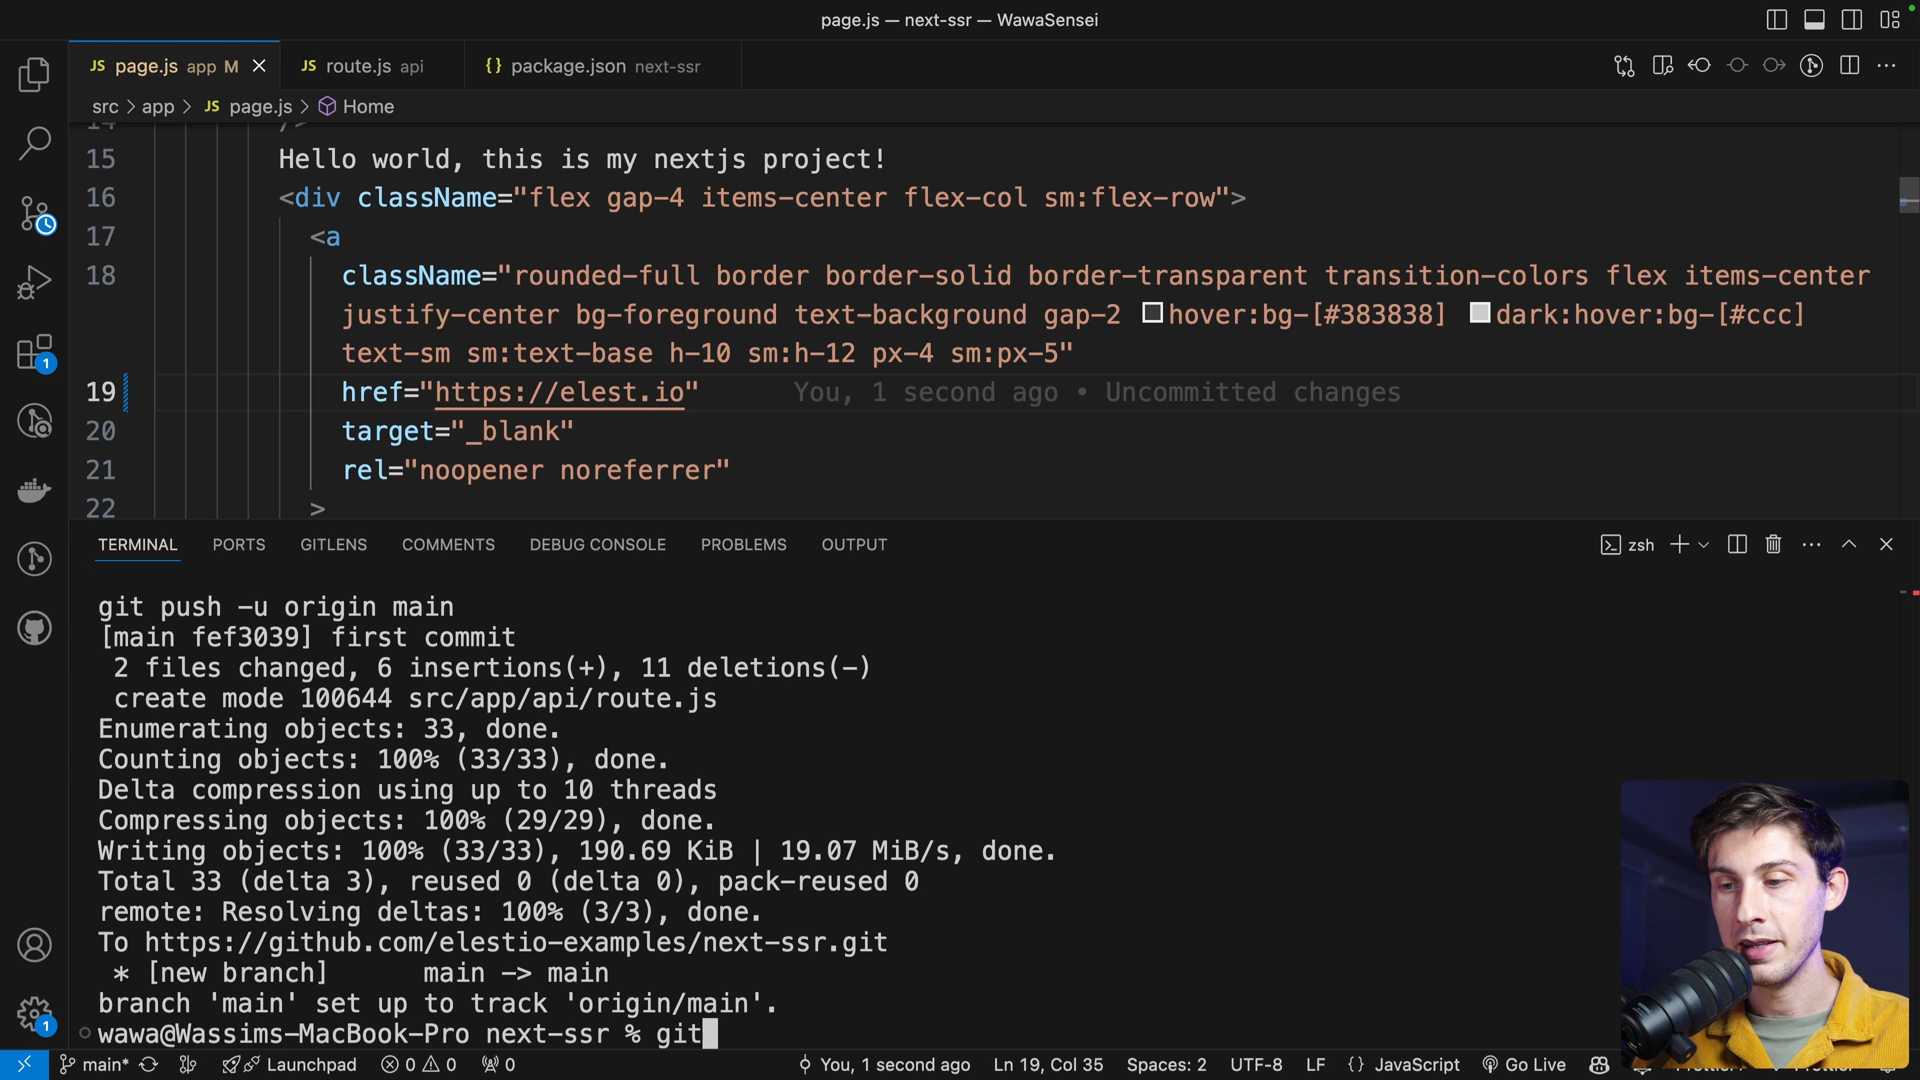 page.js — next-ssr — WawaSensei
JS page.js app M
JS route.js api
{} package.json next-ssr
src > app > JS page.js > Home
14 />
15 Hello world, this is my nextjs project!
16 <div className="flex gap-4 items-center flex-col sm:flex-row">
17 <a
18 className="rounded-full border border-solid border-transparent transition-colors flex items-center
justify-center bg-foreground text-background gap-2 hover:bg-[#383838] dark:hover:bg-[#ccc]
text-sm sm:text-base h-10 sm:h-12 px-4 sm:px-5"
19 href="https://elest.io" You, 1 second ago • Uncommitted changes
20 target="_blank"
21 rel="noopener noreferrer"
22 >
TERMINAL PORTS GITLENS COMMENTS DEBUG CONSOLE PROBLEMS OUTPUT
zsh
git push -u origin main
[main fef3039] first commit
2 files changed, 6 insertions(+), 11 deletions(-)
create mode 100644 src/app/api/route.js
Enumerating objects: 33, done.
Counting objects: 100% (33/33), done.
Delta compression using up to 10 threads
Compressing objects: 100% (29/29), done.
Writing objects: 100% (33/33), 190.69 KiB | 19.07 MiB/s, done.
Total 33 (delta 3), reused 0 (delta 0), pack-reused 0
remote: Resolving deltas: 100% (3/3), done.
To https://github.com/elestio-examples/next-ssr.git
* [new branch] main -> main
branch 'main' set up to track 'origin/main'.
wawa@Wassims-MacBook-Pro next-ssr % git
1
1
main* Launchpad 0 0 0 You, 1 second ago Ln 19, Col 35 Spaces: 2 UTF-8 LF {} JavaScript Go Live